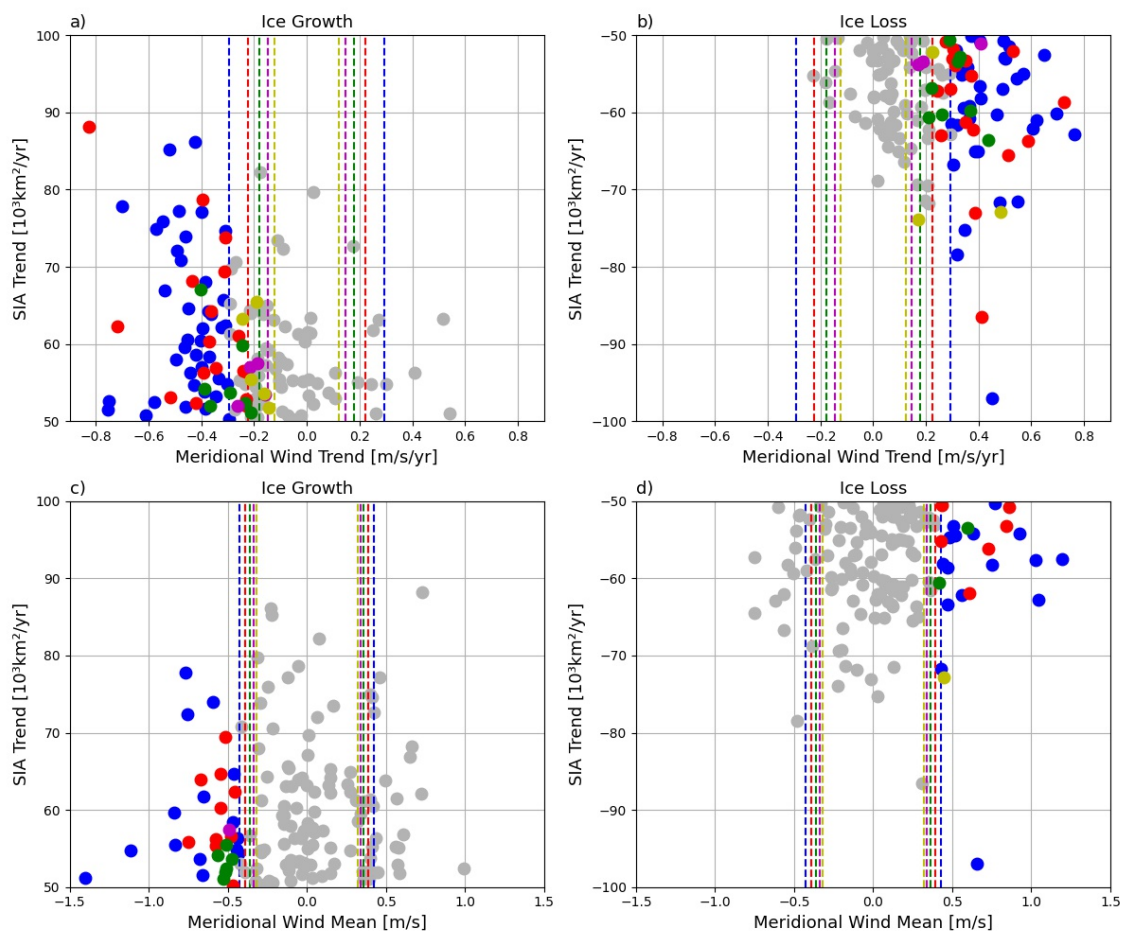 a) Ice Growth
100
90
80
70
60
50
SIA Trend [10³km²/yr]
−0.8 −0.6 −0.4 −0.2 0.0 0.2 0.4 0.6 0.8
Meridional Wind Trend [m/s/yr]
b) Ice Loss
−50
−60
−70
−80
−90
−100
SIA Trend [10³km²/yr]
−0.8 −0.6 −0.4 −0.2 0.0 0.2 0.4 0.6 0.8
Meridional Wind Trend [m/s/yr]
c) Ice Growth
100
90
80
70
60
50
SIA Trend [10³km²/yr]
−1.5 −1.0 −0.5 0.0 0.5 1.0 1.5
Meridional Wind Mean [m/s]
d) Ice Loss
−50
−60
−70
−80
−90
−100
SIA Trend [10³km²/yr]
−1.5 −1.0 −0.5 0.0 0.5 1.0 1.5
Meridional Wind Mean [m/s]